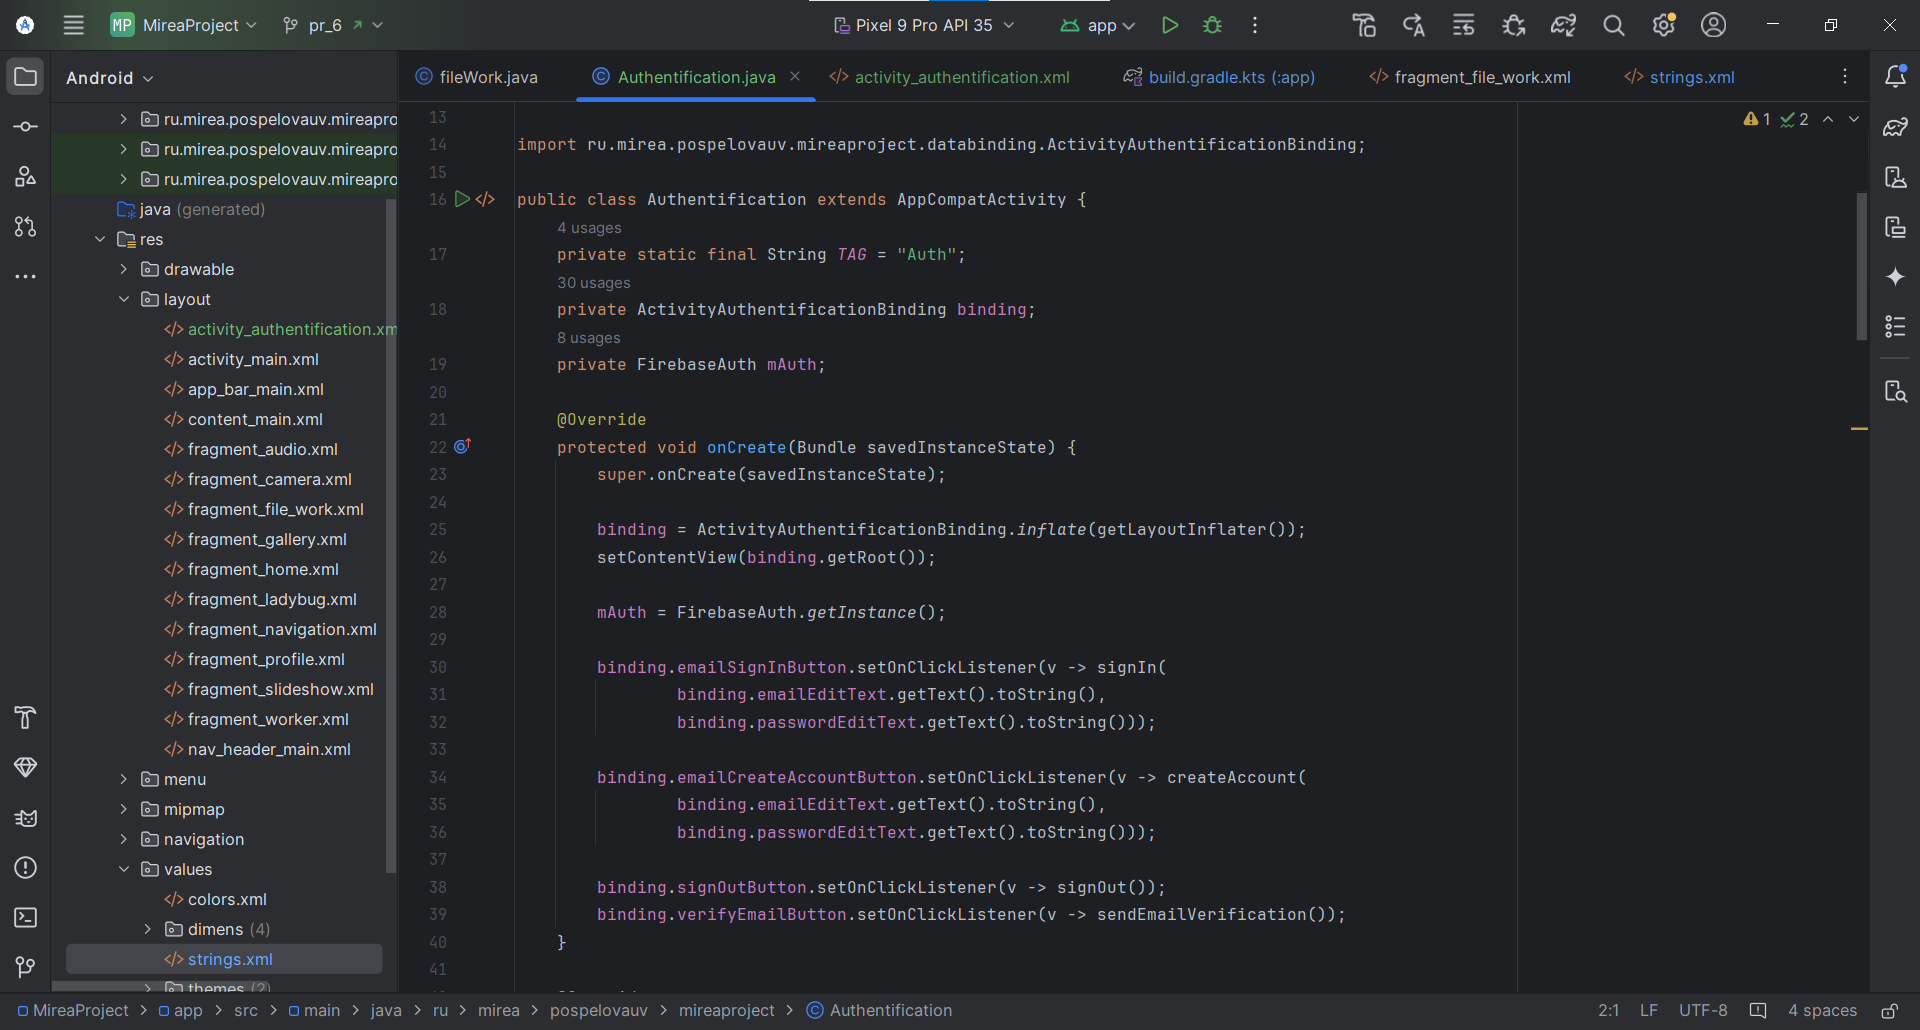 MP MireaProject pr_6 Pixel 9 Pro API 35 app
Android
fileWork.java Authentification.java activity_authentification.xml build.gradle.kts (:app) fragment_file_work.xml strings.xml
ru.mirea.pospelovauv.mireapro
ru.mirea.pospelovauv.mireapro
ru.mirea.pospelovauv.mireapro
java (generated)
res
drawable
layout
activity_authentification.xm
activity_main.xml
app_bar_main.xml
content_main.xml
fragment_audio.xml
fragment_camera.xml
fragment_file_work.xml
fragment_gallery.xml
fragment_home.xml
fragment_ladybug.xml
fragment_navigation.xml
fragment_profile.xml
fragment_slideshow.xml
fragment_worker.xml
nav_header_main.xml
menu
mipmap
navigation
values
colors.xml
dimens (4)
strings.xml
themes (2)
1 2
13
14 import ru.mirea.pospelovauv.mireaproject.databinding.ActivityAuthentificationBinding;
15
16 public class Authentification extends AppCompatActivity {
4 usages
17 private static final String TAG = "Auth";
30 usages
18 private ActivityAuthentificationBinding binding;
8 usages
19 private FirebaseAuth mAuth;
20
21 @Override
22 protected void onCreate(Bundle savedInstanceState) {
23 super.onCreate(savedInstanceState);
24
25 binding = ActivityAuthentificationBinding.inflate(getLayoutInflater());
26 setContentView(binding.getRoot());
27
28 mAuth = FirebaseAuth.getInstance();
29
30 binding.emailSignInButton.setOnClickListener(v -> signIn(
31 binding.emailEditText.getText().toString(),
32 binding.passwordEditText.getText().toString()));
33
34 binding.emailCreateAccountButton.setOnClickListener(v -> createAccount(
35 binding.emailEditText.getText().toString(),
36 binding.passwordEditText.getText().toString()));
37
38 binding.signOutButton.setOnClickListener(v -> signOut());
39 binding.verifyEmailButton.setOnClickListener(v -> sendEmailVerification());
40 }
41
MireaProject > app > src > main > java > ru > mirea > pospelovauv > mireaproject > Authentification 2:1 LF UTF-8 4 spaces